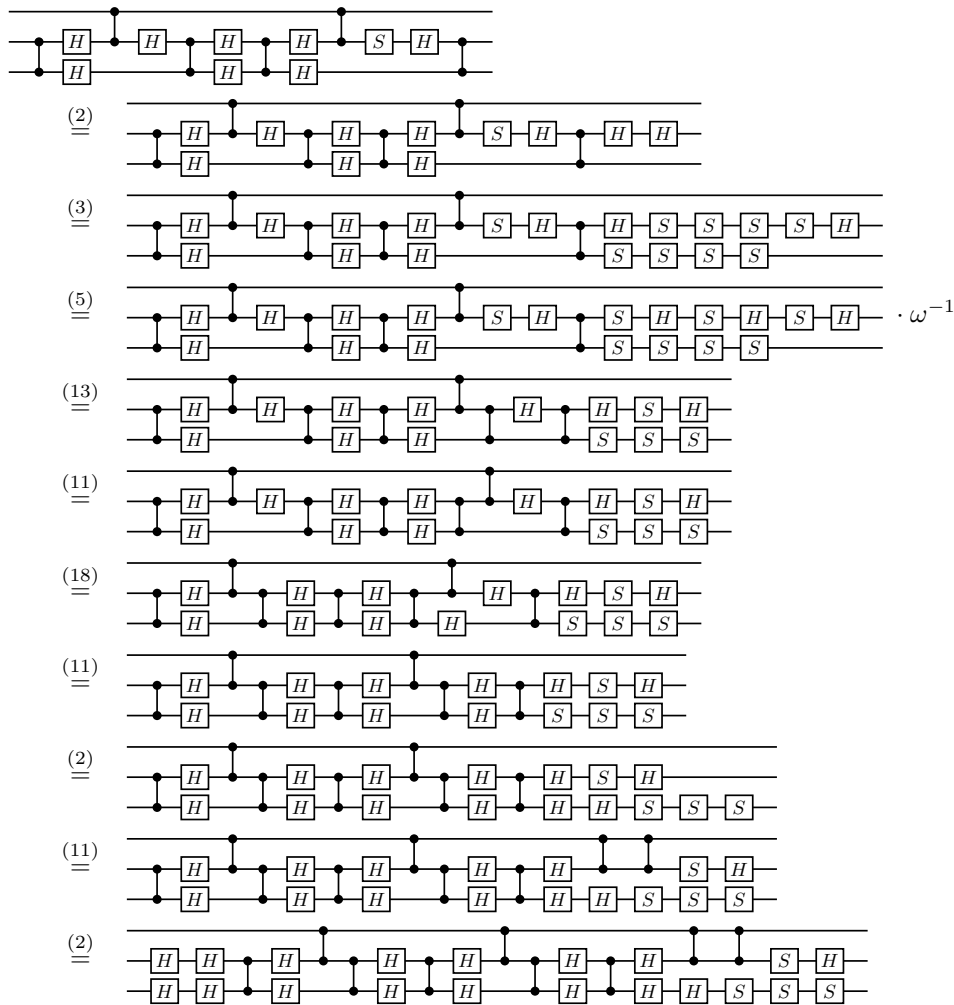 H H H H S H
H H H
(2)
= H H H H S H H H
H H H
(3)
= H H H H S H H S S S S H
H H H S S S S
(5)
= H H H H S H S H S H S H · ω⁻¹
H H H S S S S
(13)
= H H H H H H S H
H H H S S S
(11)
= H H H H H H S H
H H H S S S
(18)
= H H H H H S H
H H H H S S S
(11)
= H H H H H S H
H H H H S S S
(2)
= H H H H H S H
H H H H H H S S S
(11)
= H H H H H S H
H H H H H H S S S
(2)
= H H H H H H H S H
H H H H H H H H S S S